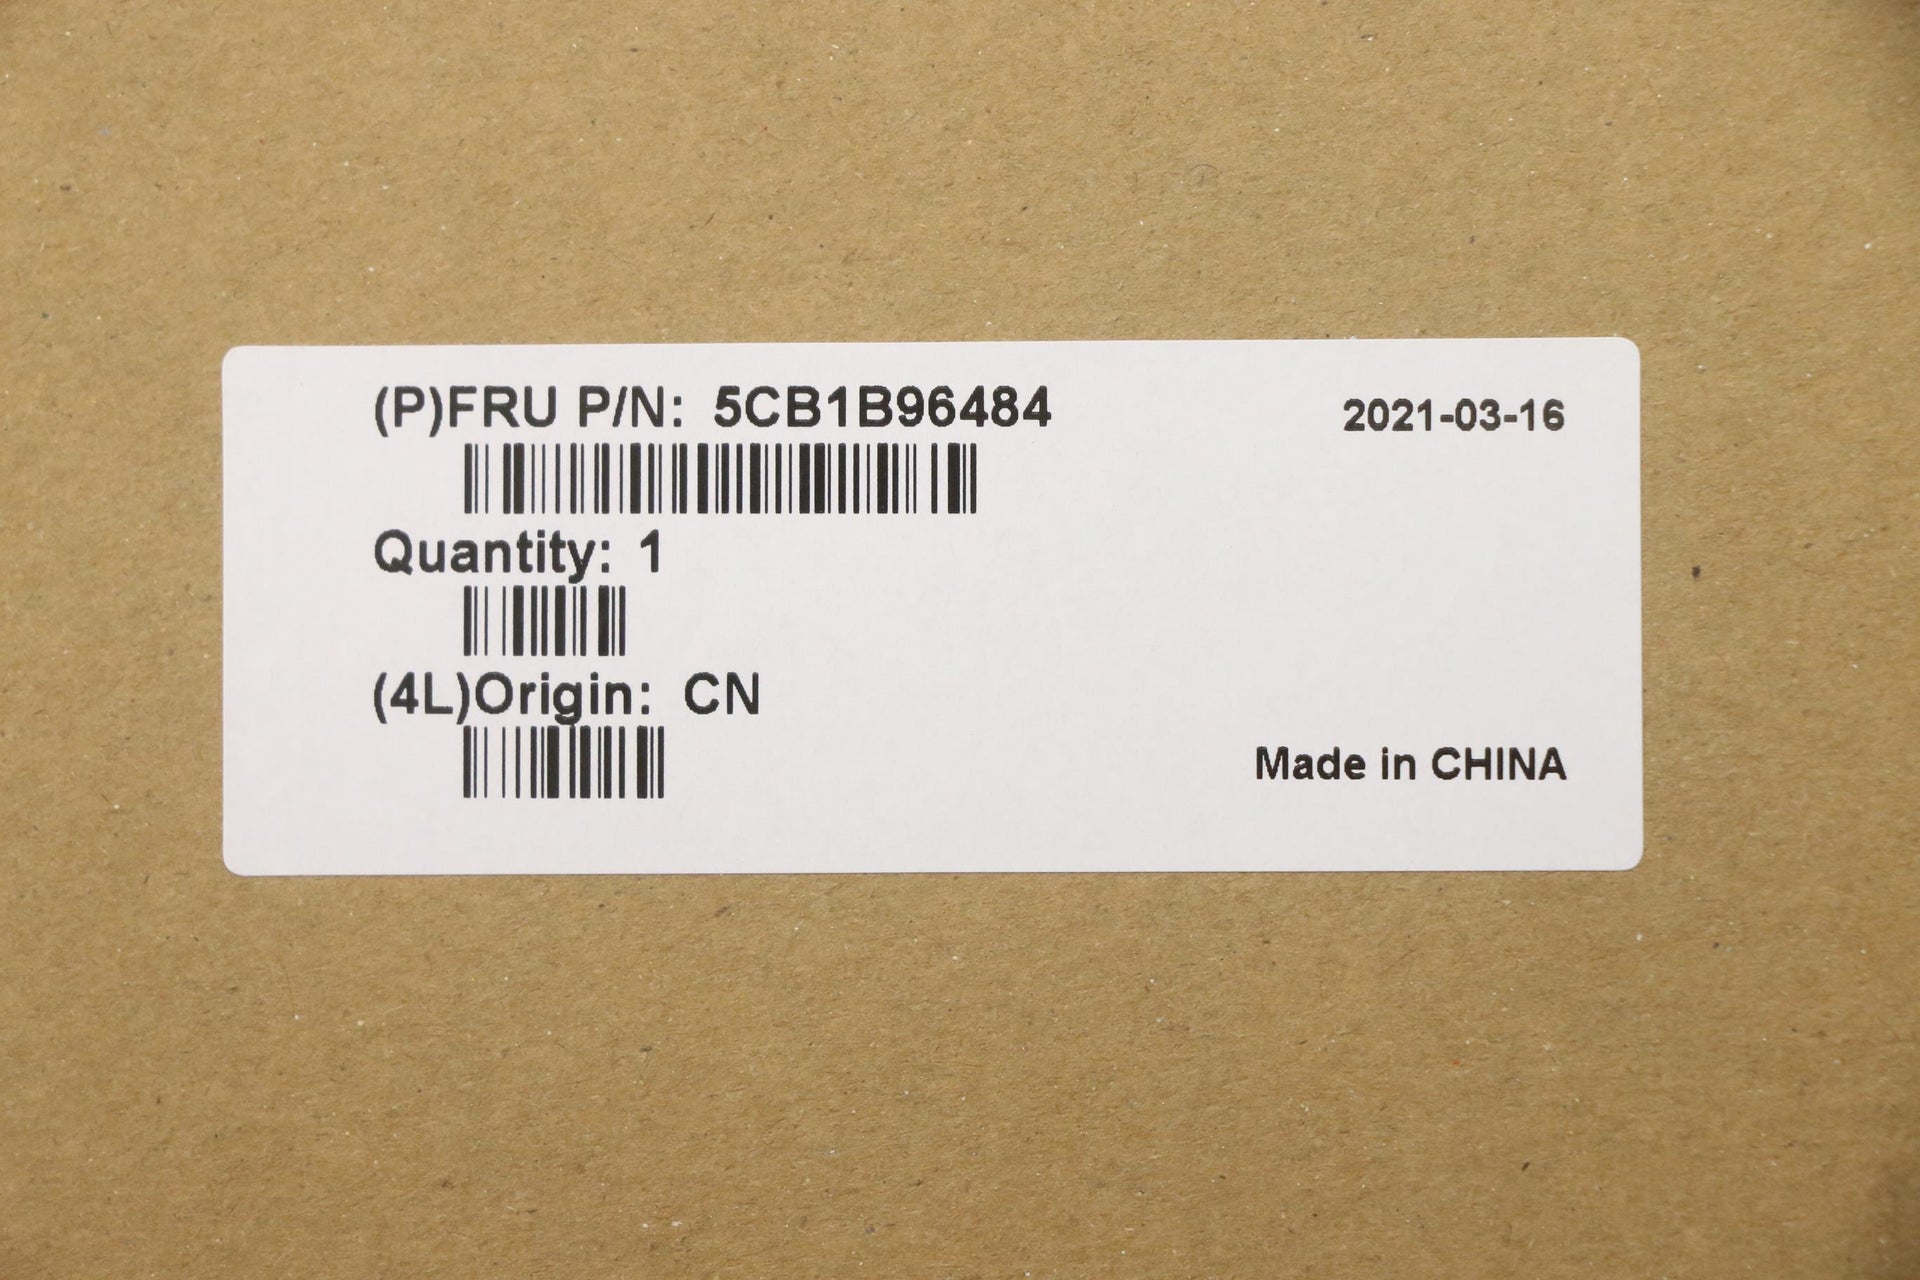 (P)FRU P/N: 5CB1B96484
2021-03-16
Quantity: 1
(4L)Origin: CN
Made in CHINA